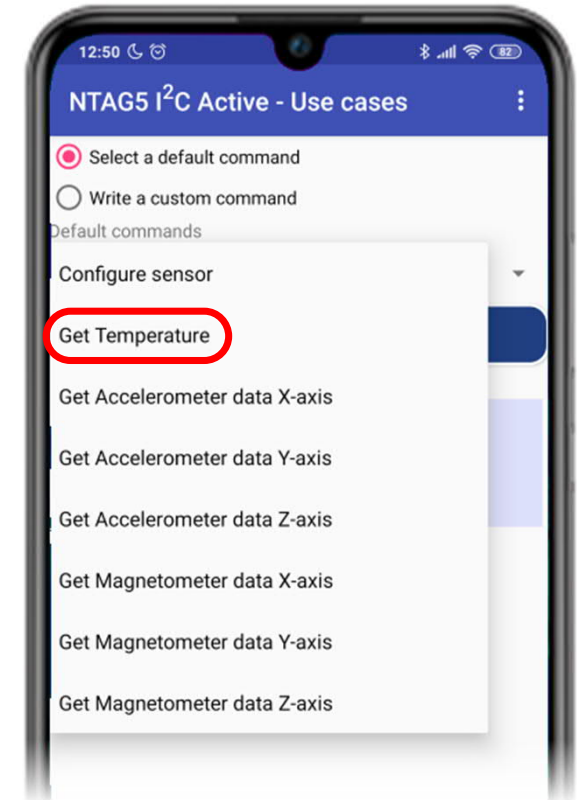 12:50
82
NTAG5 I²C Active - Use cases
Select a default command
Write a custom command
Default commands
Configure sensor
Get Temperature
Get Accelerometer data X-axis
Get Accelerometer data Y-axis
Get Accelerometer data Z-axis
Get Magnetometer data X-axis
Get Magnetometer data Y-axis
Get Magnetometer data Z-axis